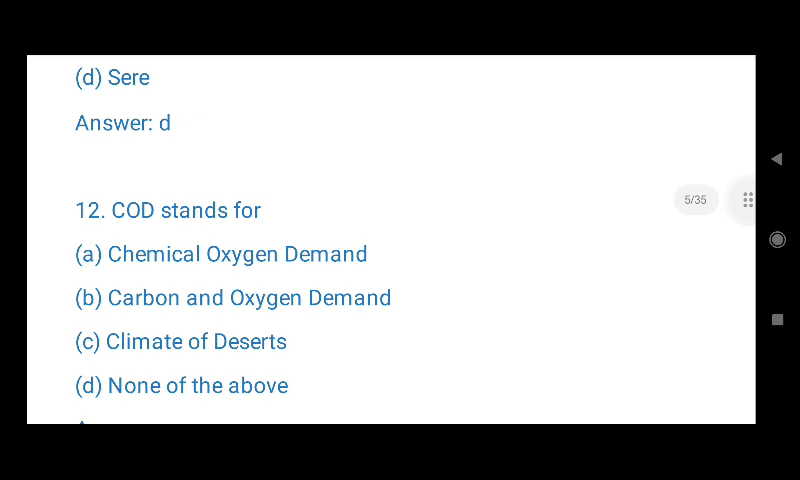 (d) Sere
Answer: d
12. COD stands for
5/35
(a) Chemical Oxygen Demand
(b) Carbon and Oxygen Demand
(c) Climate of Deserts
(d) None of the above